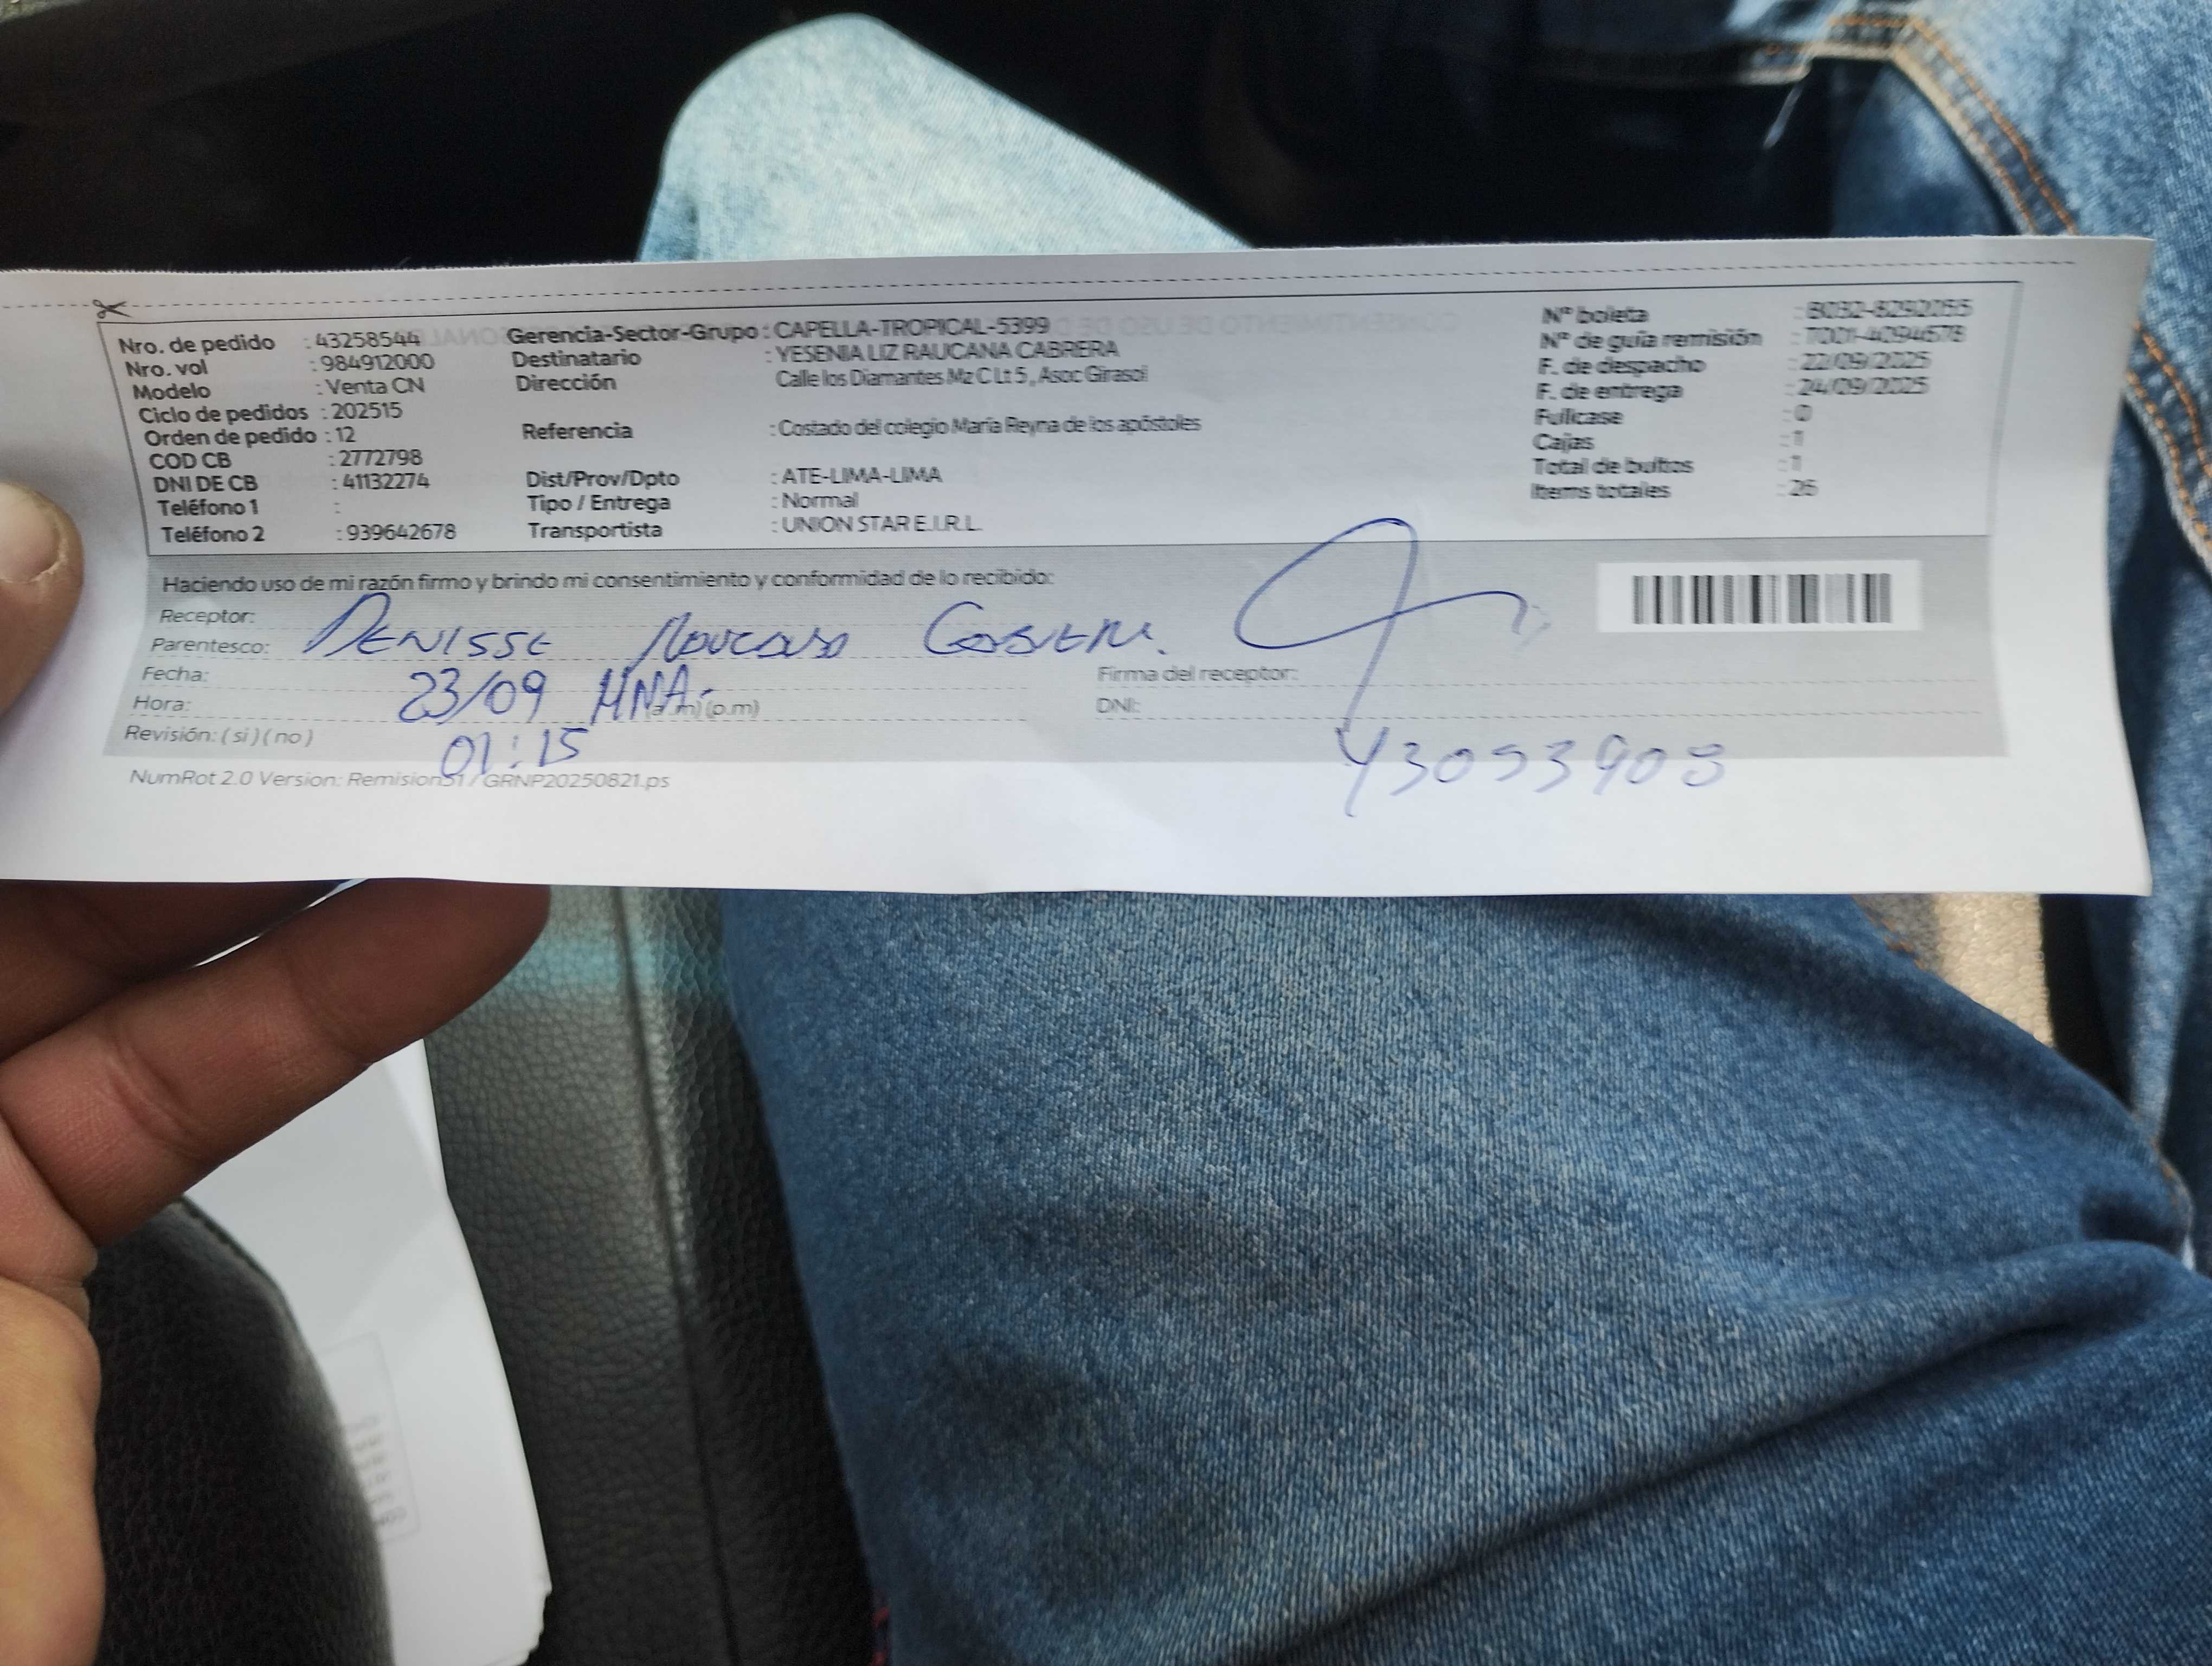 Nro. de pedido : 43258544
Nro. vol : 984912000
Modelo : Venta CN
Ciclo de pedidos : 202515
Orden de pedido : 12
COD CB : 2772798
DNI DE CB : 41132274
Teléfono 1 :
Teléfono 2 : 939642678
Gerencia-Sector-Grupo : CAPELLA-TROPICAL-5399
Destinatario : YESENIA LIZ RAUCANA CABRERA
Dirección Calle los Diamantes Mz C Lt 5 , Asoc Girasol
Referencia : Costado del colegio María Reyna de los apóstoles
Dist/Prov/Dpto : ATE-LIMA-LIMA
Tipo / Entrega : Normal
Transportista : UNION STAR E.I.R.L.
N° boleta
N° de guía remisión : T001-4094678
F. de despacho : 22/09/2025
F. de entrega : 24/09/2025
Fullcase : 0
Cajas : 1
Total de bultos : 1
Items totales : 26
Haciendo uso de mi razón firmo y brindo mi consentimiento y conformidad de lo recibido:
Receptor:
Parentesco: DENISSE
Fecha: 23/09 HNA.
Hora: (a.m) (p.m)
01:15
Revisión: ( si ) ( no )
Firma del receptor:
DNI:
NumRot 2.0 Version: Remision31 / GRNP20250821.ps